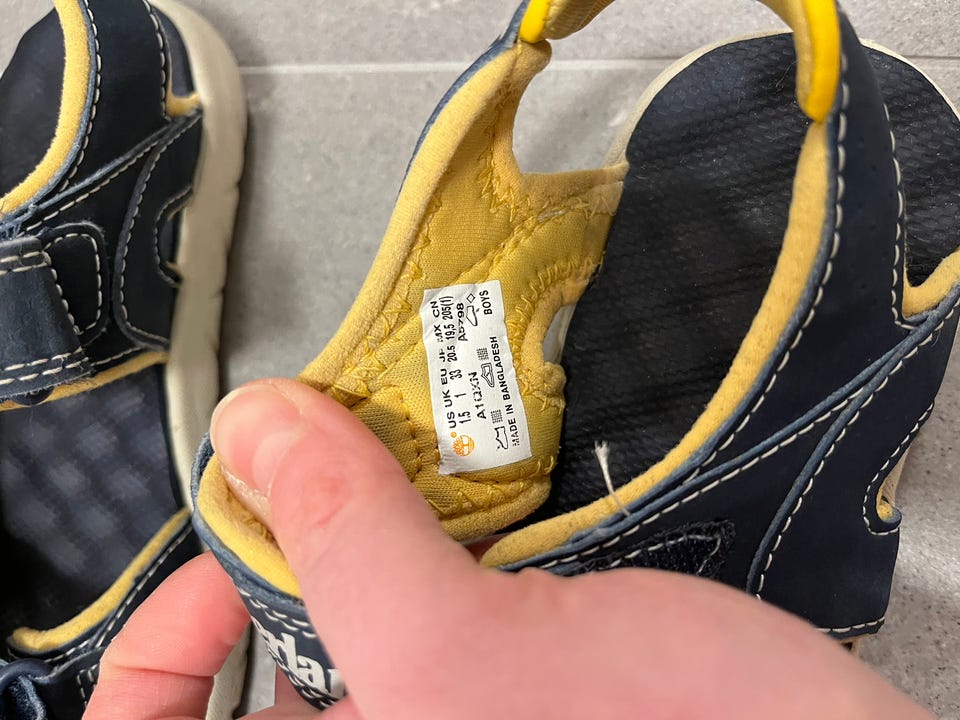 US UK EU JP MX CN
1.5 1 33 20.5 19.5 205(1)
A1QXN A5798
BOYS
MADE IN BANGLADESH